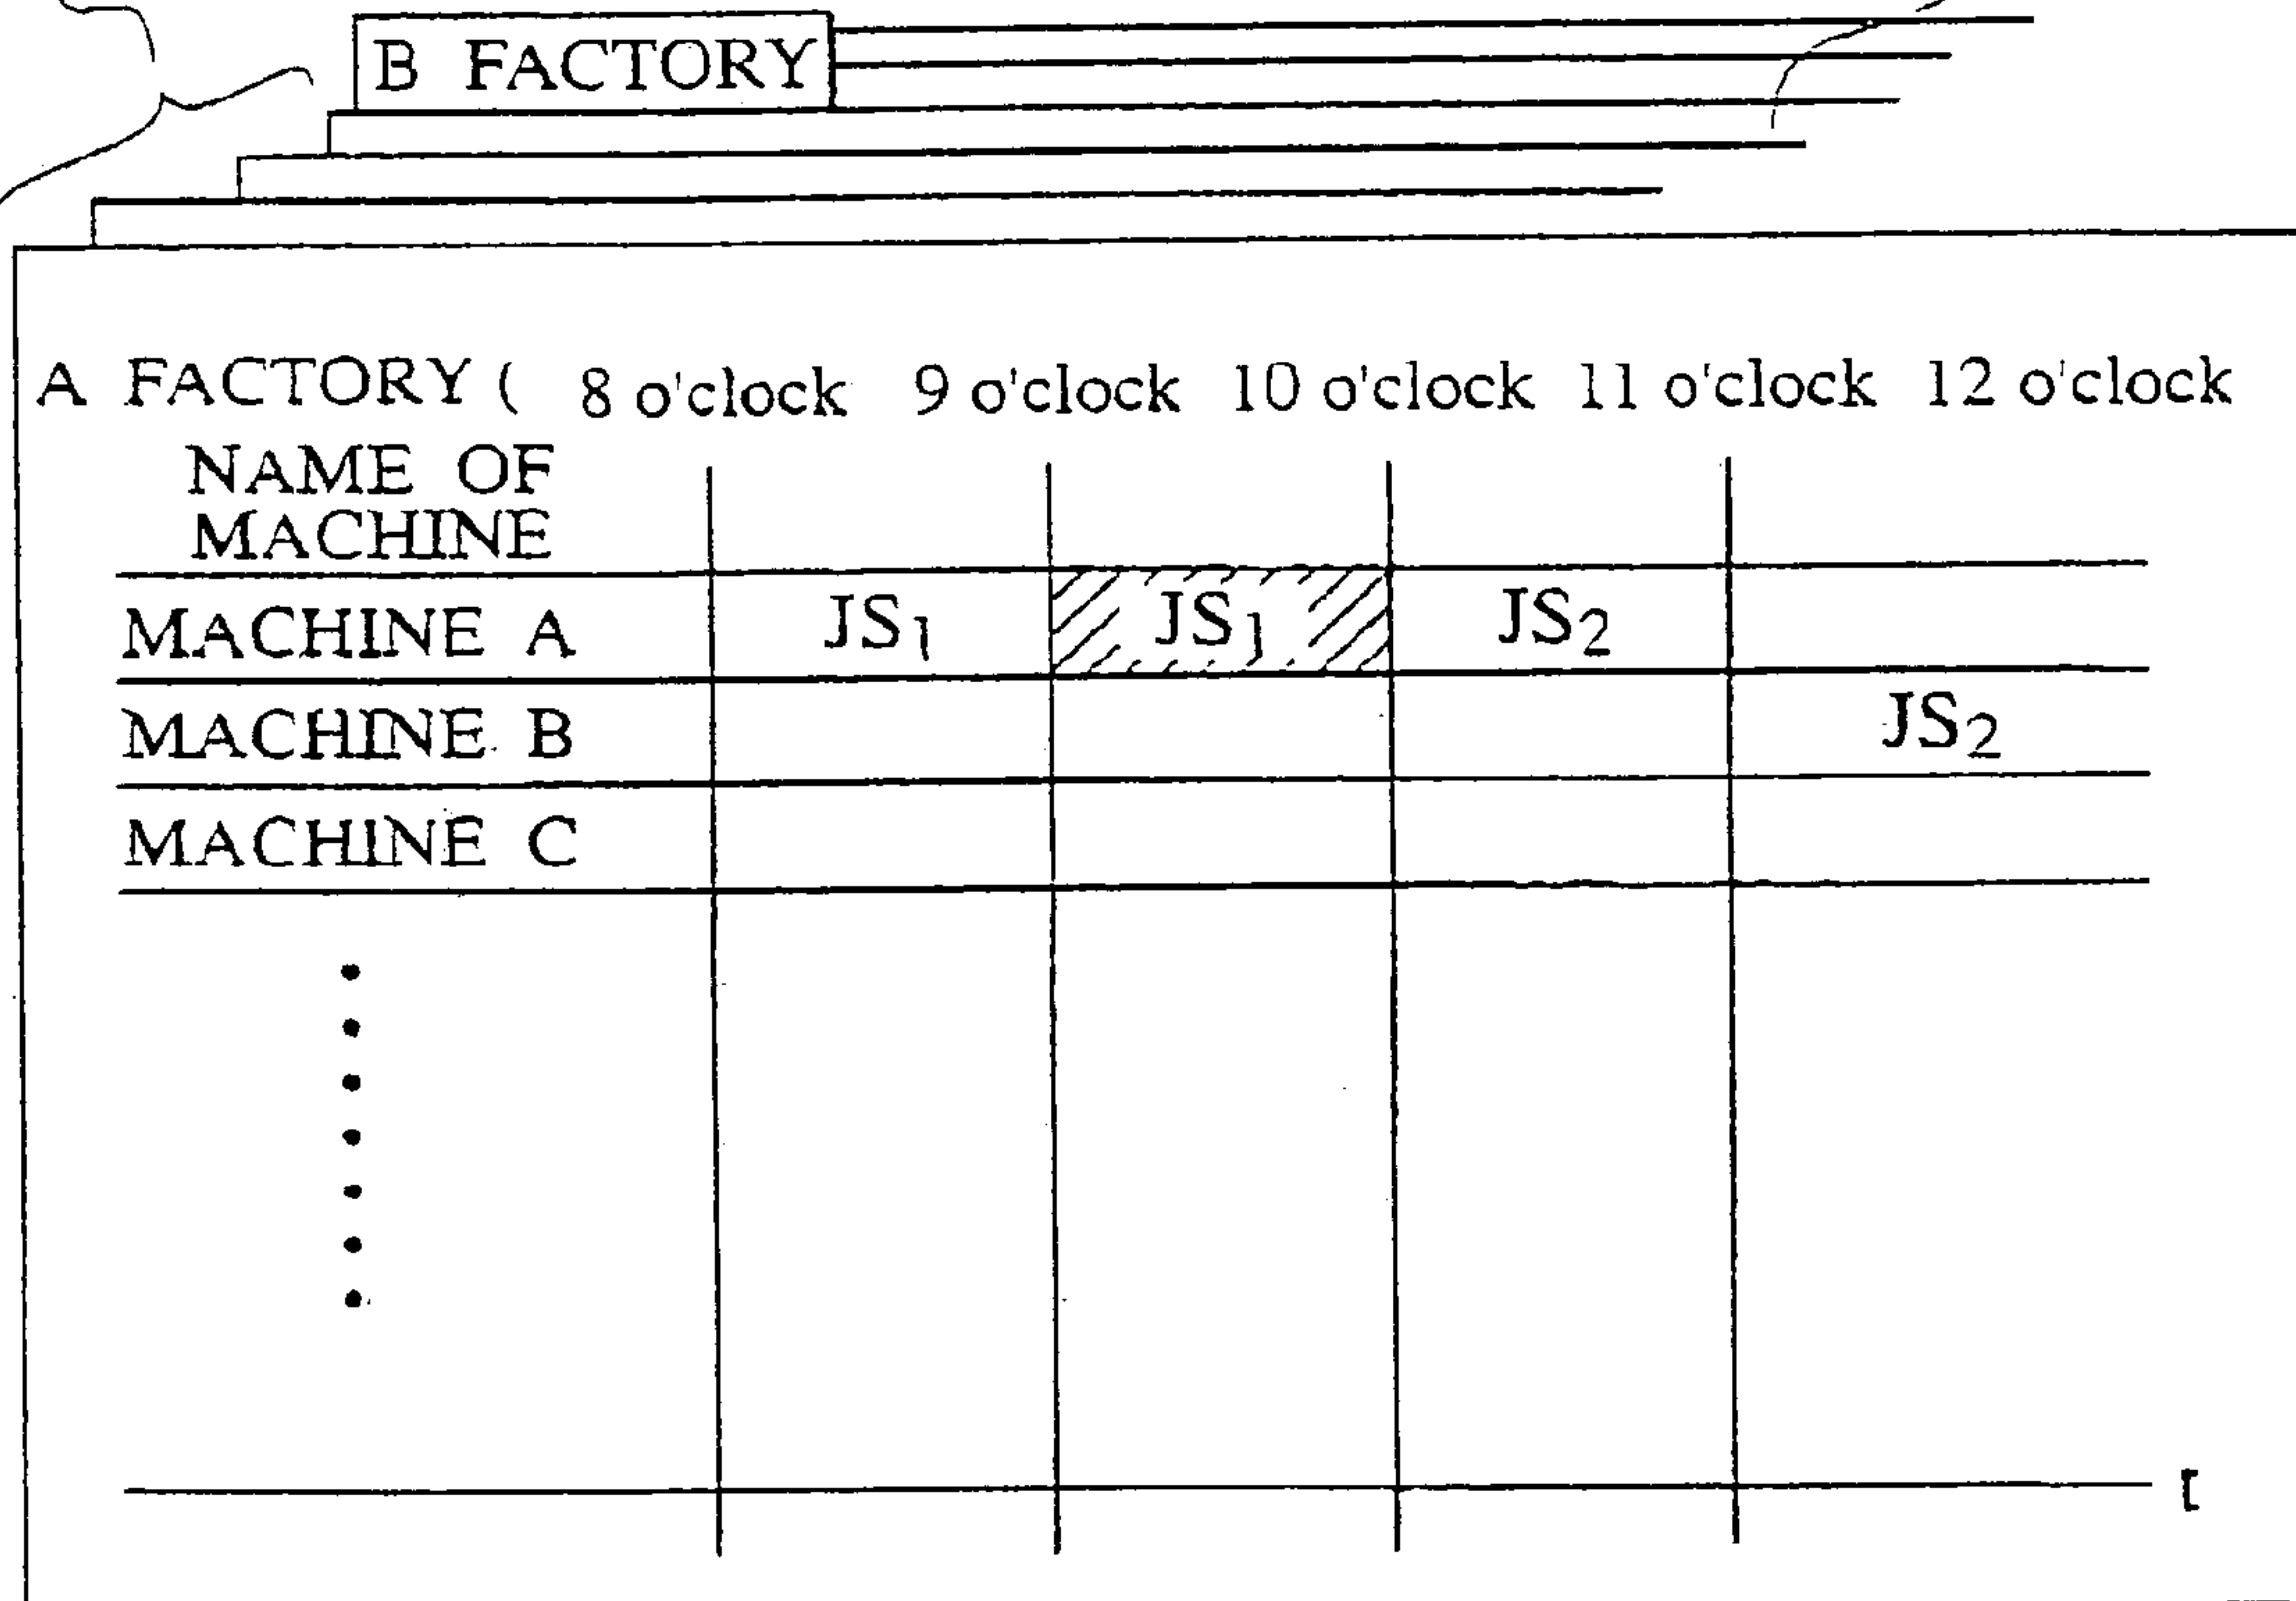 B FACTORY
A FACTORY ( 8 o'clock 9 o'clock 10 o'clock 11 o'clock 12 o'clock
NAME OF
MACHINE
MACHINE A JS1 JS1 JS2
MACHINE B JS2
MACHINE C
t